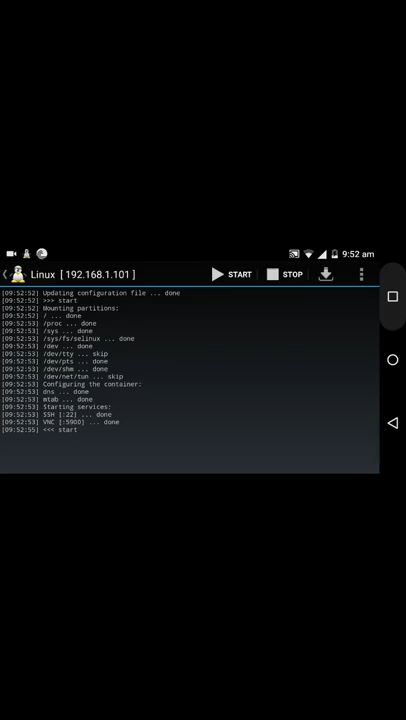 9:52 am
Linux [ 192.168.1.101 ]
START
STOP
[09:52:52] Updating configuration file ... done
[09:52:52] >>> start
[09:52:52] Mounting partitions:
[09:52:52] / ... done
[09:52:53] /proc ... done
[09:52:53] /sys ... done
[09:52:53] /sys/fs/selinux ... done
[09:52:53] /dev ... done
[09:52:53] /dev/tty ... skip
[09:52:53] /dev/pts ... done
[09:52:53] /dev/shm ... done
[09:52:53] /dev/net/tun ... skip
[09:52:53] Configuring the container:
[09:52:53] dns ... done
[09:52:53] mtab ... done
[09:52:53] Starting services:
[09:52:53] SSH [:22] ... done
[09:52:53] VNC [:5900] ... done
[09:52:55] <<< start